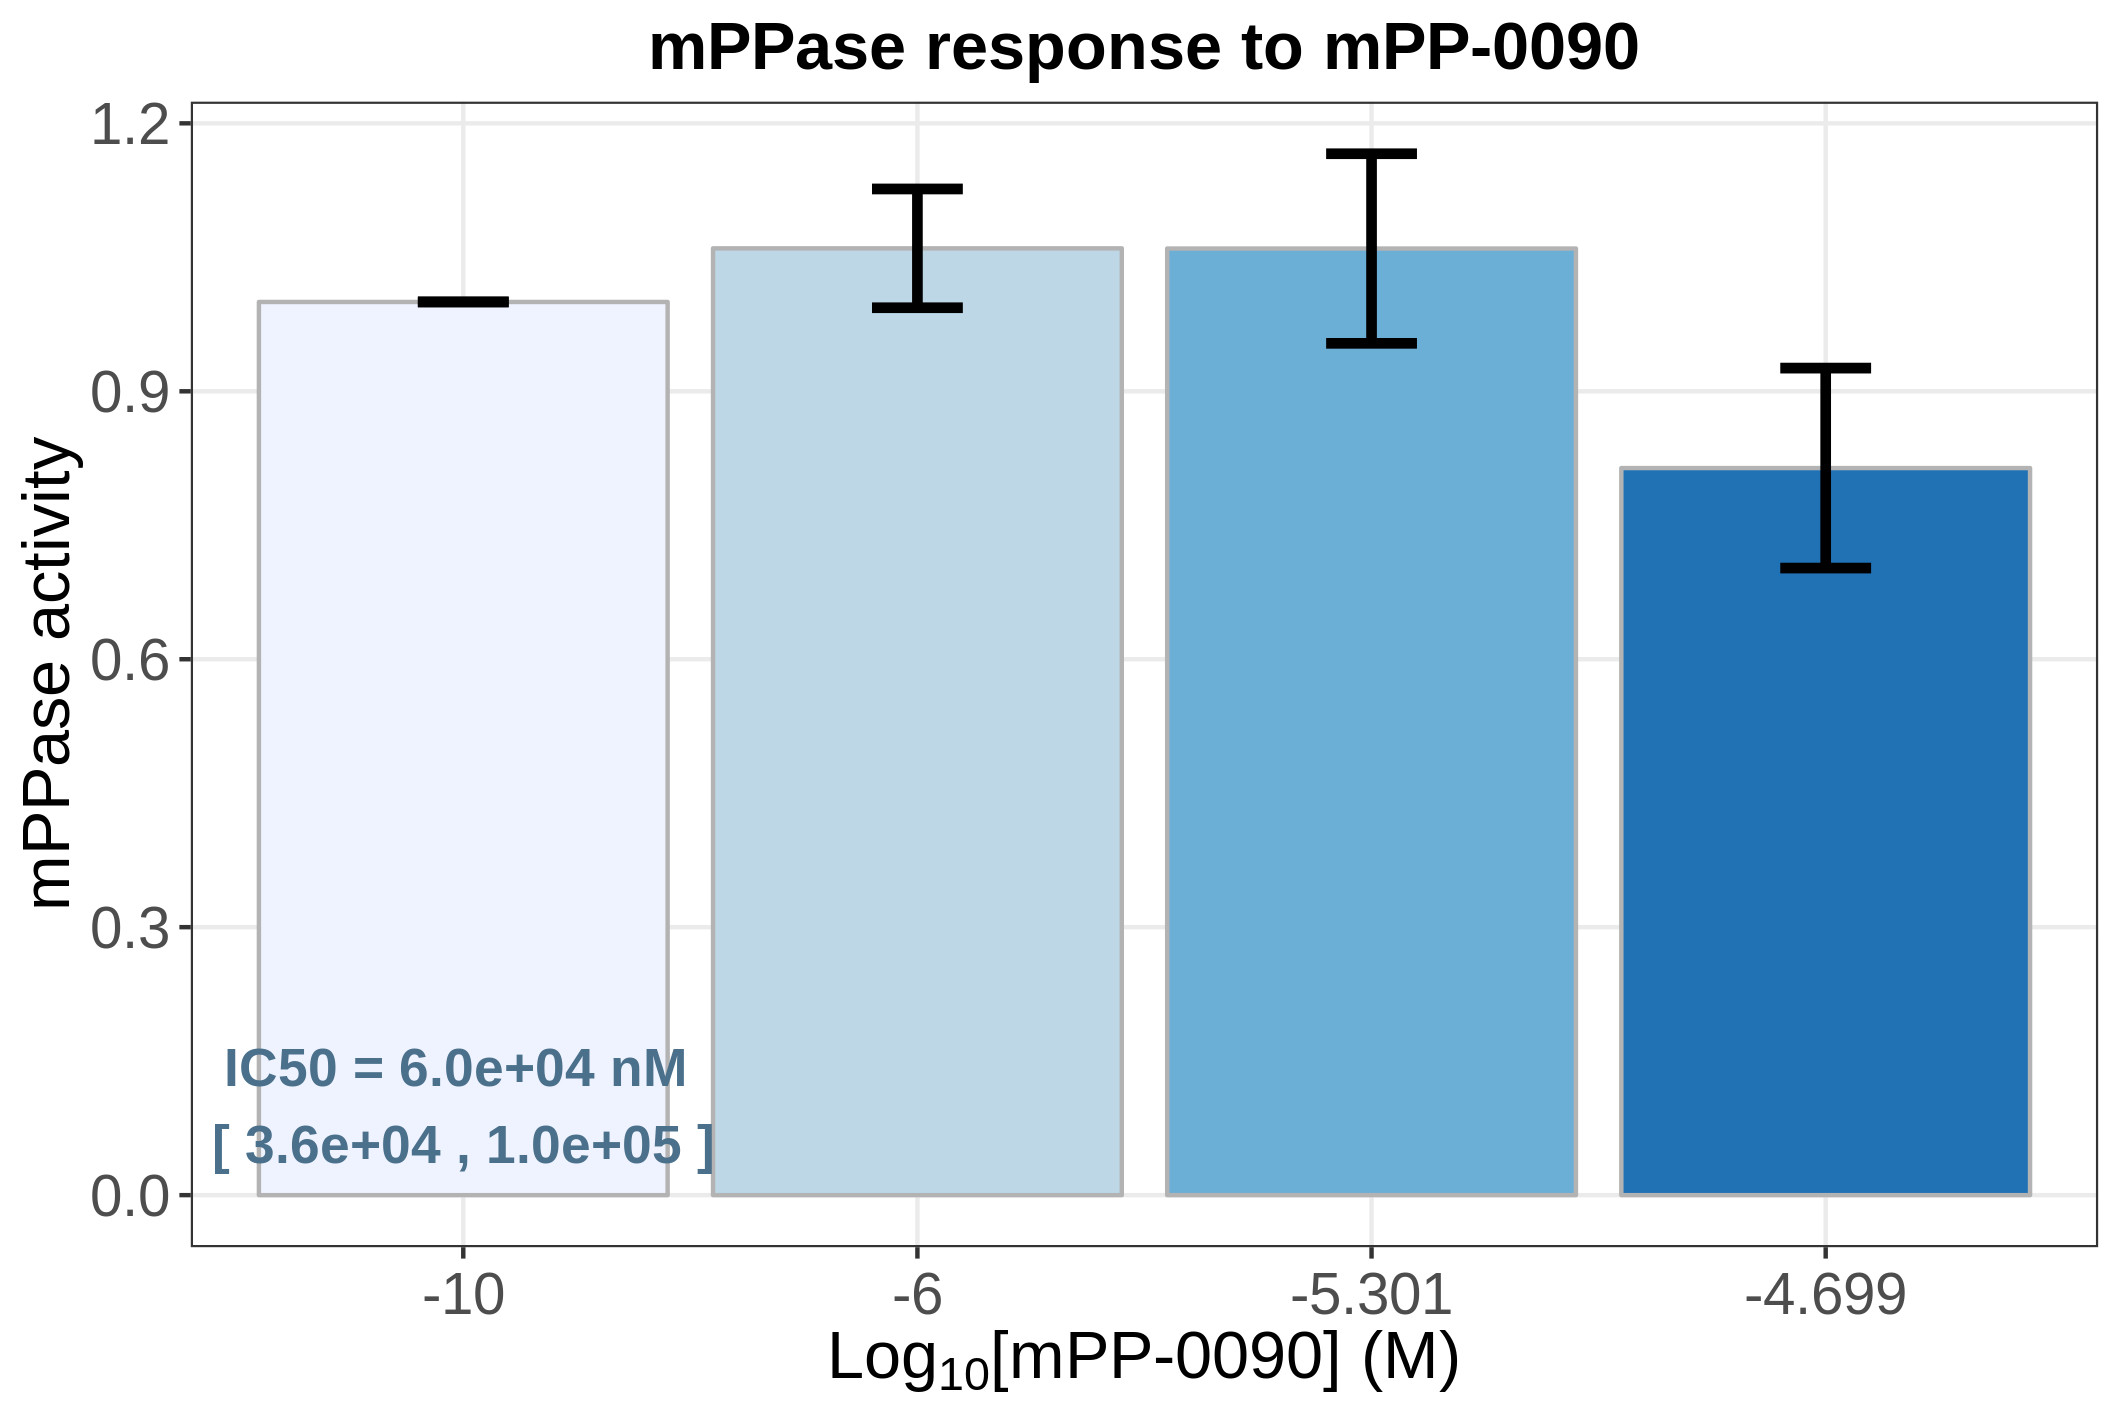 mPPase response to mPP-0090
mPPase activity
1.2
0.9
0.6
0.3
0.0
IC50 = 6.0e+04 nM
[ 3.6e+04 , 1.0e+05 ]
-10
-6
-5.301
-4.699
Log10[mPP-0090] (M)